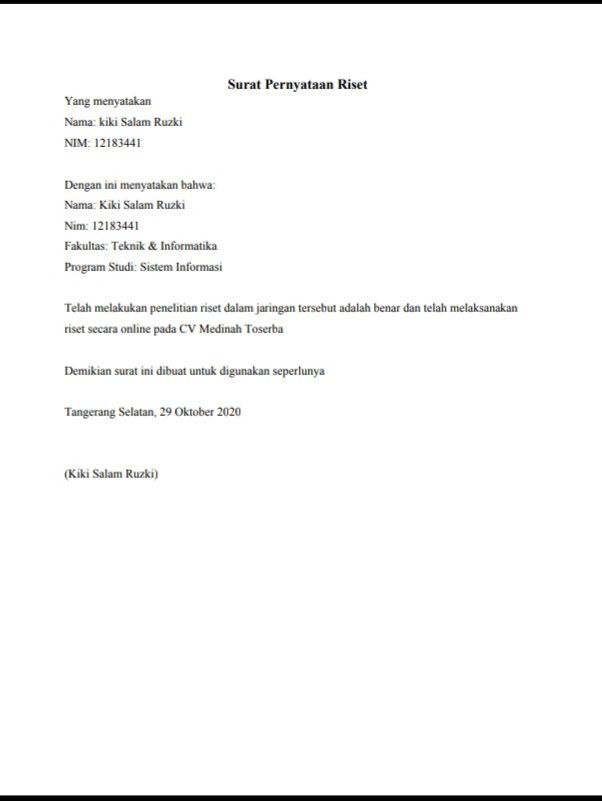 Surat Pernyataan Riset
Yang menyatakan
Nama: kiki Salam Ruzki
NIM: 12183441
Dengan ini menyatakan bahwa:
Nama: Kiki Salam Ruzki
Nim: 12183441
Fakultas: Teknik & Informatika
Program Studi: Sistem Informasi
Telah melakukan penelitian riset dalam jaringan tersebut adalah benar dan telah melaksanakan
riset secara online pada CV Medinah Toserba
Demikian surat ini dibuat untuk digunakan seperlunya
Tangerang Selatan, 29 Oktober 2020
(Kiki Salam Ruzki)